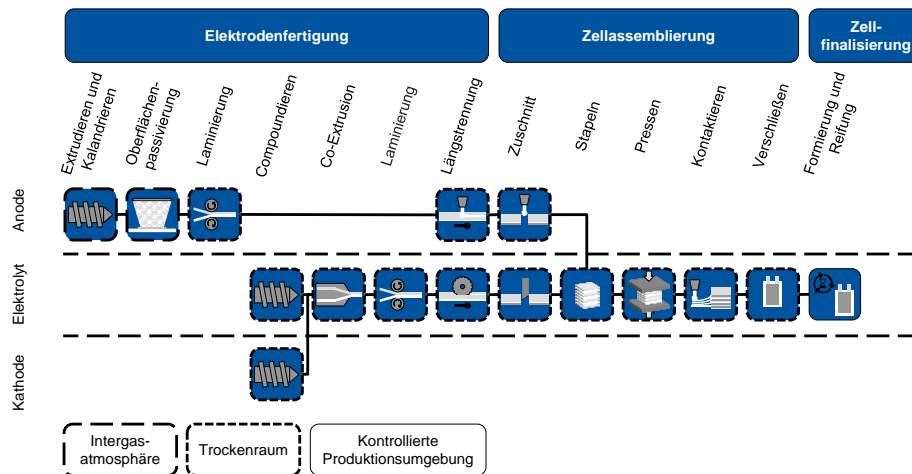 Elektrodenfertigung
Zellassemblierung
Zell-
finalisierung
Extrudieren und
Kalandrieren
Oberflächen-
passivierung
Laminierung
Compoundieren
Co-Extrusion
Laminierung
Längstrennung
Zuschnitt
Stapeln
Pressen
Kontaktieren
Verschließen
Formierung und
Reifung
Anode
Elektrolyt
Kathode
Intergas-
atmosphäre
Trockenraum
Kontrollierte
Produktionsumgebung